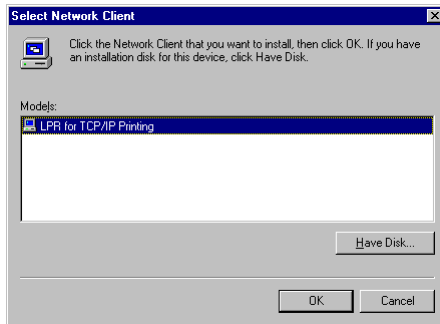 Select Network Client
Click the Network Client that you want to install, then click OK. If you have
an installation disk for this device, click Have Disk.
Models:
LPR for TCP/IP Printing
Have Disk...
OK
Cancel